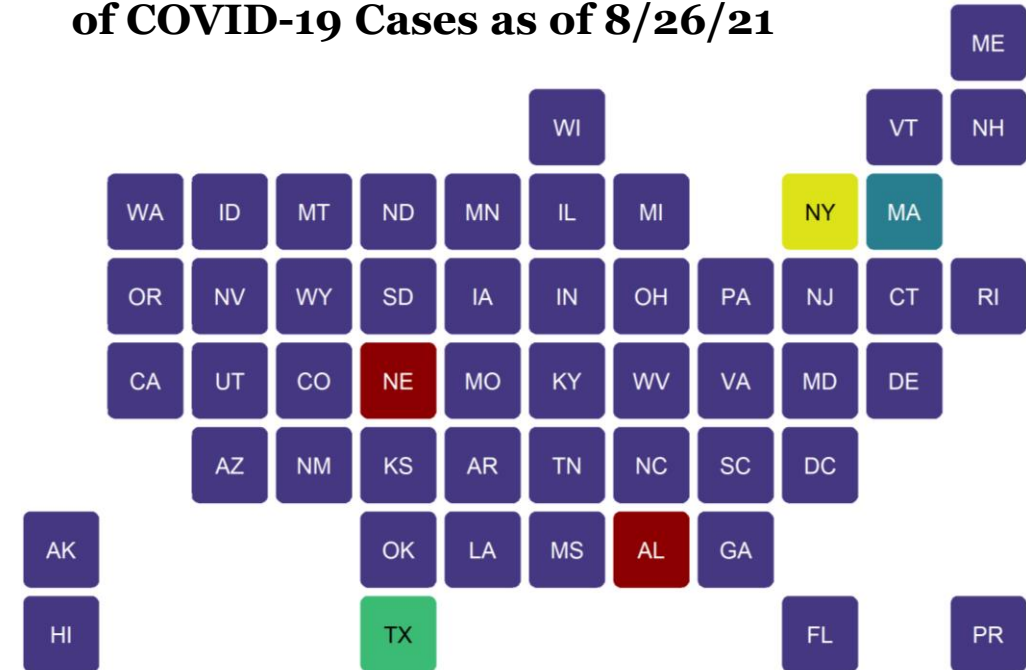 of COVID-19 Cases as of 8/26/21
ME
WI VT NH
WA ID MT ND MN IL MI NY MA
OR NV WY SD IA IN OH PA NJ CT RI
CA UT CO NE MO KY WV VA MD DE
AZ NM KS AR TN NC SC DC
AK OK LA MS AL GA
HI TX FL PR